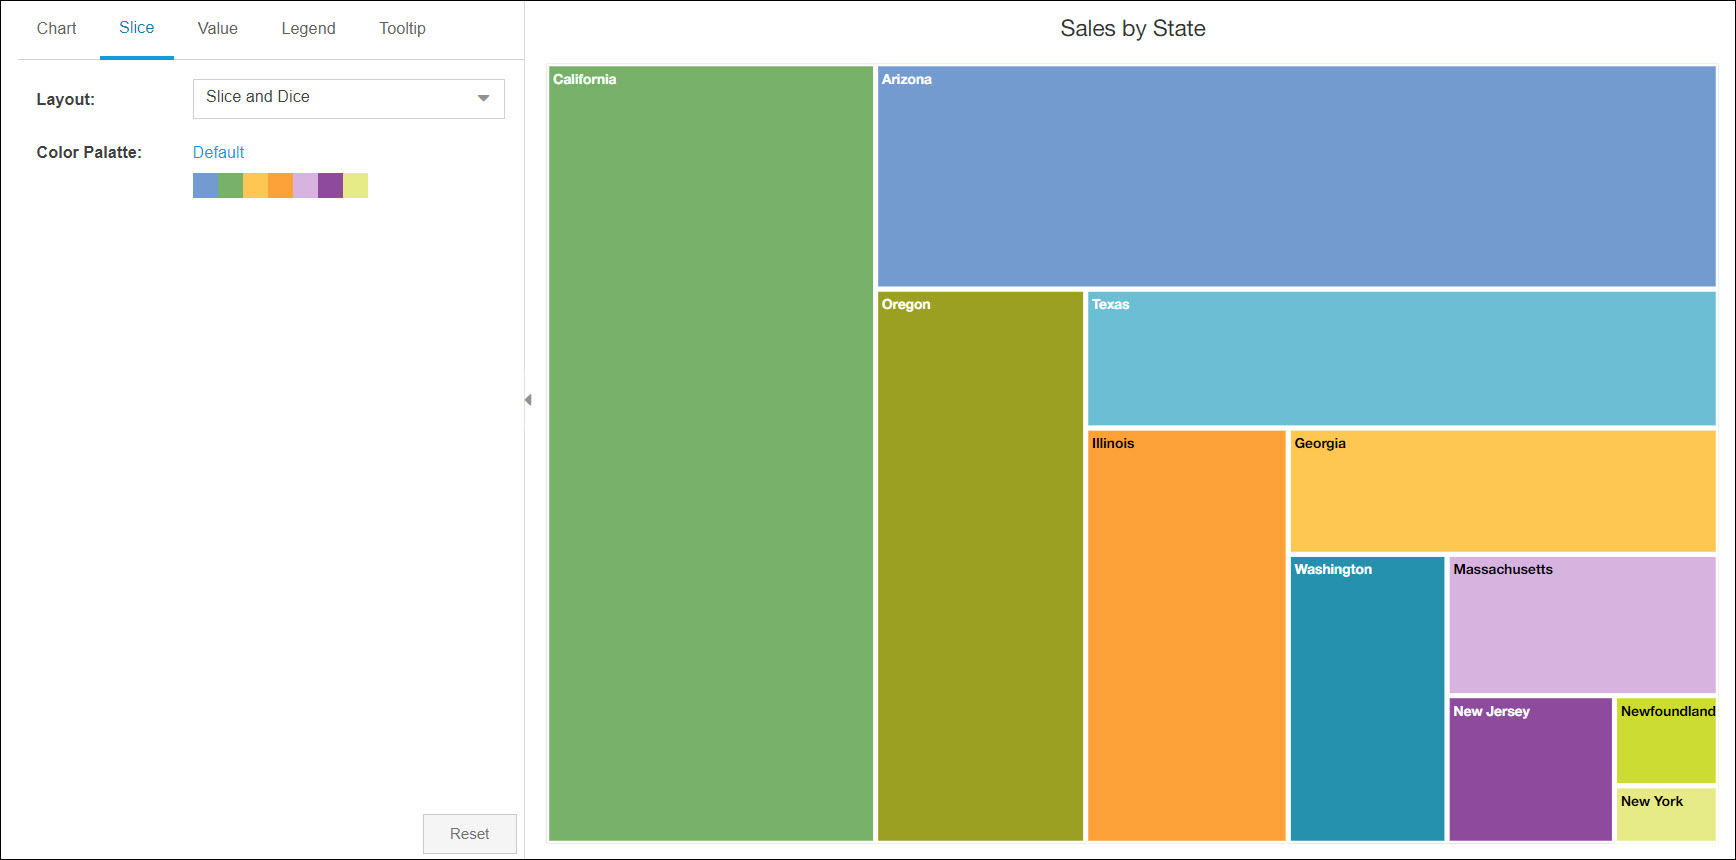 Chart Slice Value Legend Tooltip
Layout: Slice and Dice
Color Palatte: Default
Reset
Sales by State
California
Arizona
Oregon
Texas
Illinois
Georgia
Washington
Massachusetts
New Jersey
Newfoundland
New York